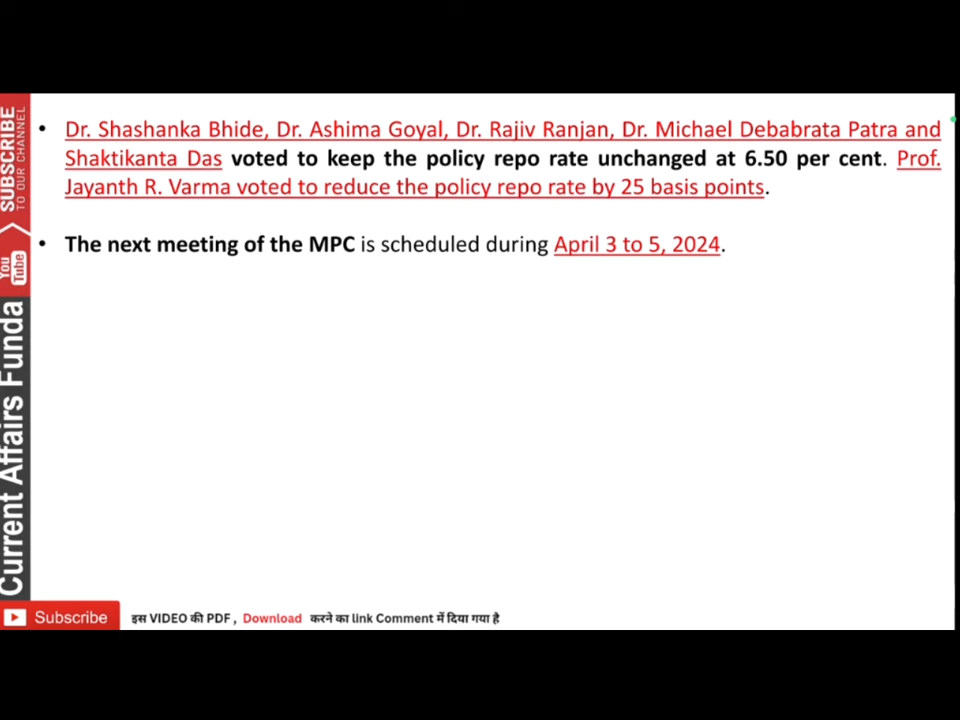 • Dr. Shashanka Bhide, Dr. Ashima Goyal, Dr. Rajiv Ranjan, Dr. Michael Debabrata Patra and
Shaktikanta Das voted to keep the policy repo rate unchanged at 6.50 per cent. Prof.
Jayanth R. Varma voted to reduce the policy repo rate by 25 basis points.
• The next meeting of the MPC is scheduled during April 3 to 5, 2024.
SUBSCRIBE
TO OUR CHANNEL
You
Tube
Current Affairs Funda
Subscribe
इस VIDEO की PDF , Download करने का link Comment में दिया गया है